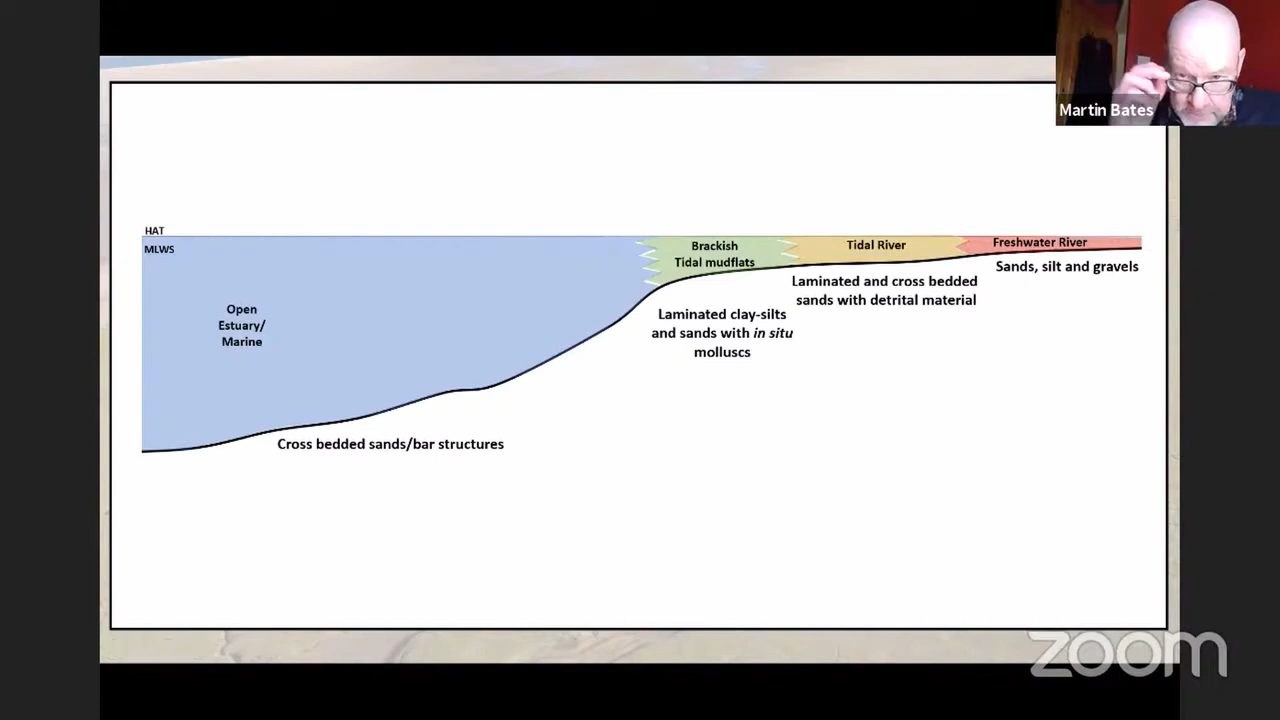 Martin Bates
HAT
MLWS
Open
Estuary/
Marine
Brackish
Tidal mudflats
Tidal River
Freshwater River
Sands, silt and gravels
Laminated and cross bedded
sands with detrital material
Laminated clay-silts
and sands with in situ
molluscs
Cross bedded sands/bar structures
zoom